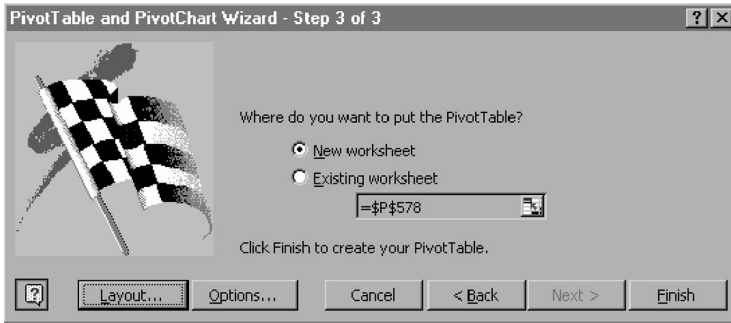 PivotTable and PivotChart Wizard - Step 3 of 3
Where do you want to put the PivotTable?
New worksheet
Existing worksheet
=$P$578
Click Finish to create your PivotTable.
Layout... Options... Cancel < Back Next > Finish